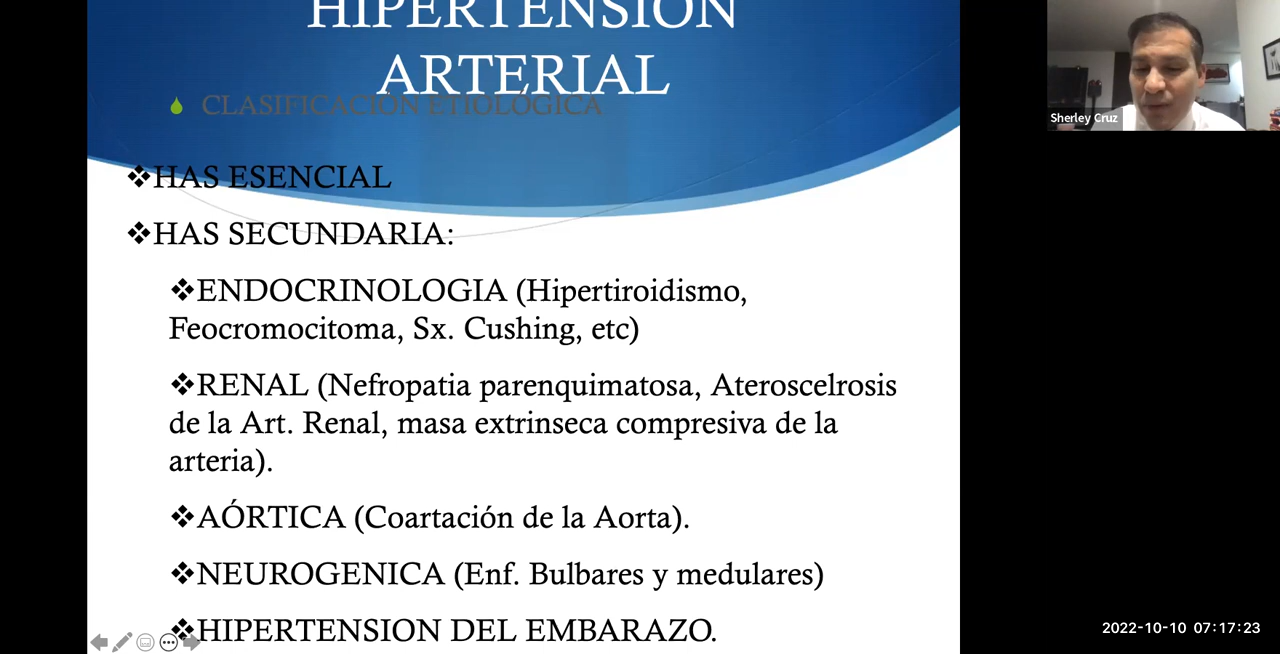 HIPERTENSION
ARTERIAL
CLASIFICACIÓN ETIOLÓGICA
❖HAS ESENCIAL
❖HAS SECUNDARIA:
❖ENDOCRINOLOGIA (Hipertiroidismo,
Feocromocitoma, Sx. Cushing, etc)
❖RENAL (Nefropatia parenquimatosa, Ateroscelrosis
de la Art. Renal, masa extrinseca compresiva de la
arteria).
❖AÓRTICA (Coartación de la Aorta).
❖NEUROGENICA (Enf. Bulbares y medulares)
❖HIPERTENSION DEL EMBARAZO.
Sherley Cruz
2022-10-10 07:17:23